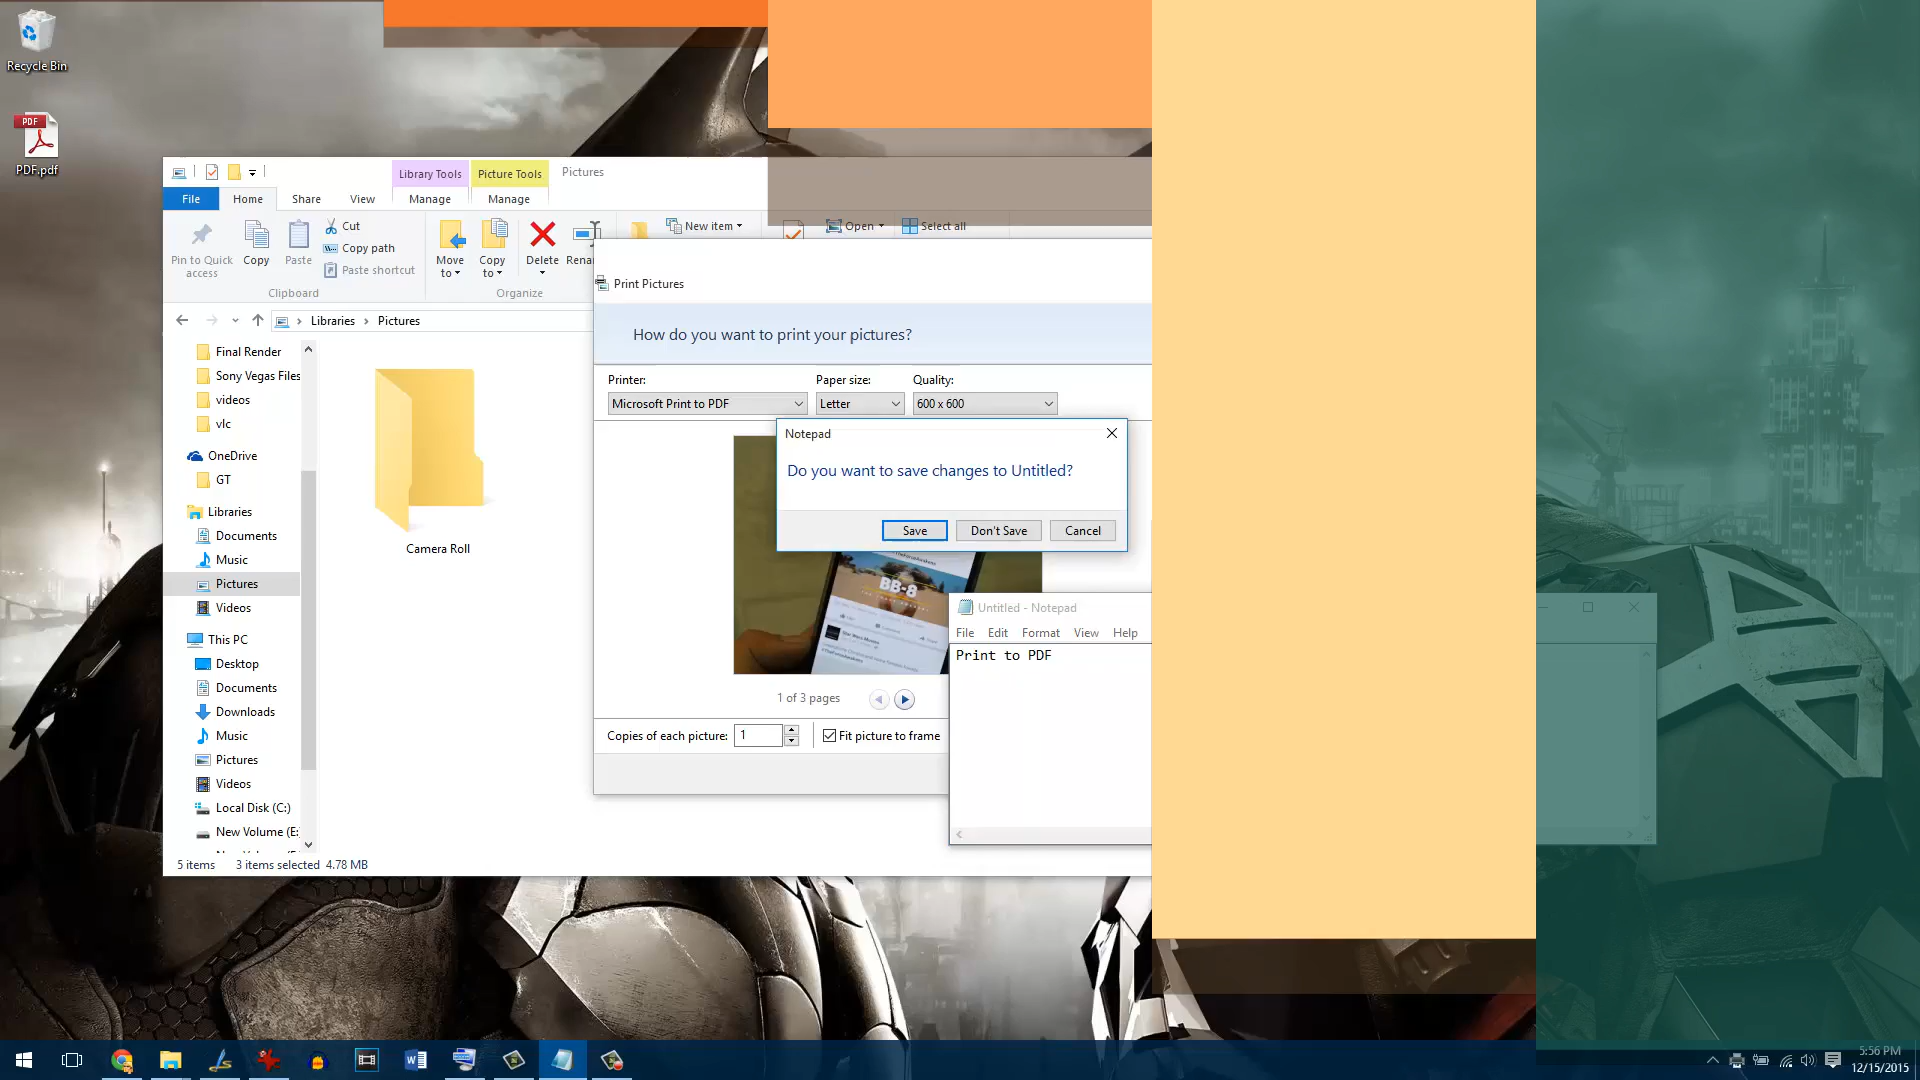 Recycle Bin
PDF
PDF.pdf
Library Tools
Picture Tools
Pictures
File
Home
Share
View
Manage
Manage
Pin to Quick access
Copy
Paste
Cut
Copy path
Paste shortcut
Clipboard
Move to
Copy to
Delete
Organize
New item
Open
Select all
Libraries
Pictures
Final Render
Sony Vegas Files
videos
vlc
OneDrive
GT
Libraries
Documents
Music
Pictures
Videos
This PC
Desktop
Documents
Downloads
Music
Pictures
Videos
Local Disk (C:)
New Volume (E:
5 items 3 items selected 4.78 MB
Camera Roll
Print Pictures
How do you want to print your pictures?
Printer:
Paper size:
Quality:
Microsoft Print to PDF
Letter
600 x 600
Notepad
Do you want to save changes to Untitled?
Save
Don't Save
Cancel
BB-8
1 of 3 pages
Copies of each picture: 1
Fit picture to frame
Untitled - Notepad
File Edit Format View Help
Print to PDF
5:56 PM
12/15/2015